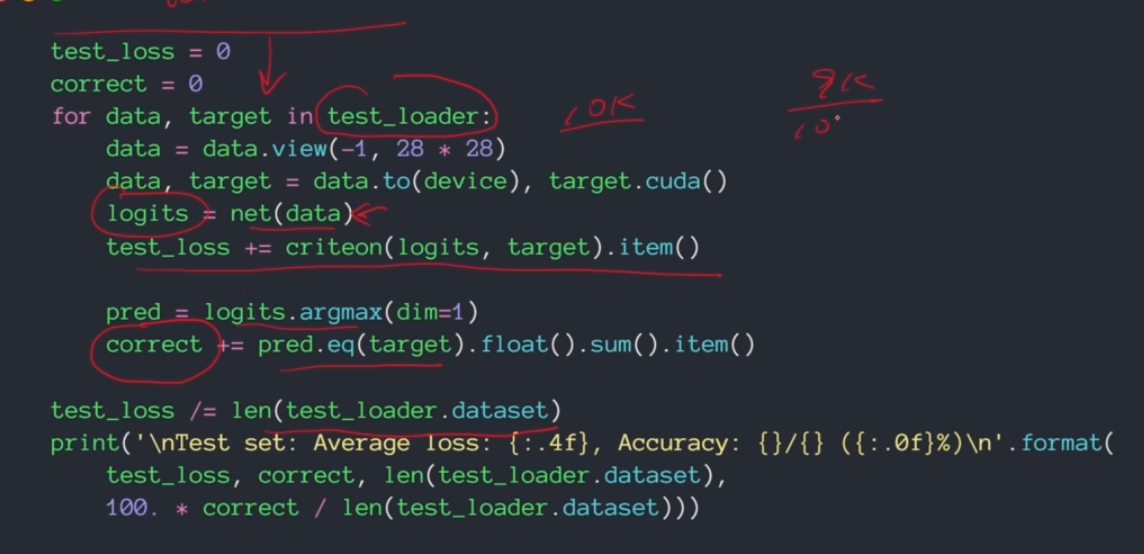 test_loss = 0
correct = 0
for data, target in test_loader:
10K
9K
data = data.view(-1, 28 * 28)
data, target = data.to(device), target.cuda()
logits = net(data)
test_loss += criteon(logits, target).item()
pred = logits.argmax(dim=1)
correct += pred.eq(target).float().sum().item()
test_loss /= len(test_loader.dataset)
print('\nTest set: Average loss: {:.4f}, Accuracy: {}/{} ({:.0f}%)\n'.format(
test_loss, correct, len(test_loader.dataset),
100. * correct / len(test_loader.dataset)))